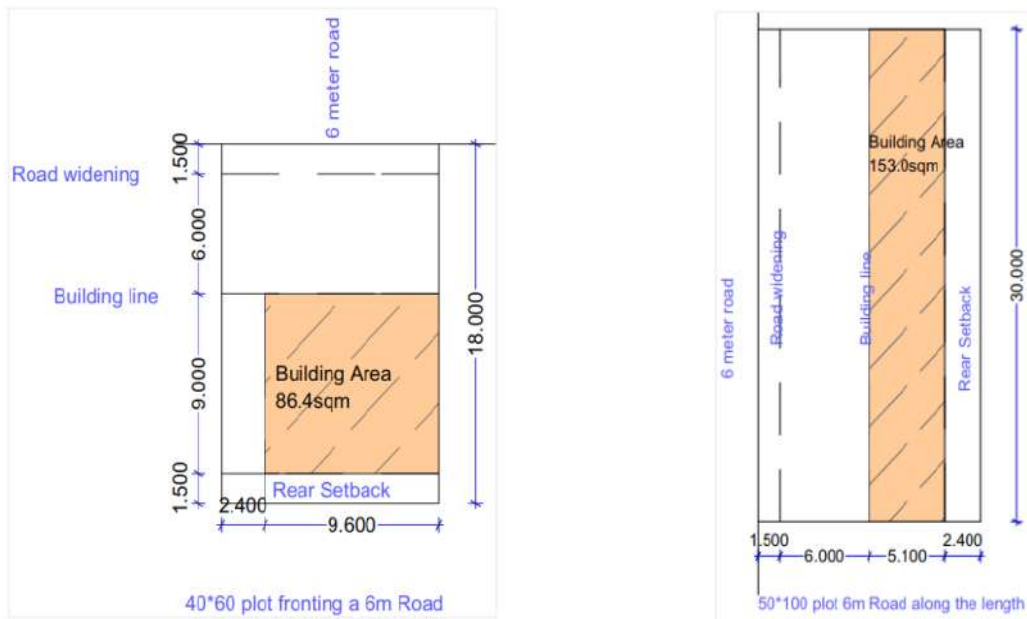 6 meter road
1.500
Road widening
6.000
Building line
18.000
9.000
Building Area
86.4sqm
1.500
Rear Setback
2.400
9.600
40*60 plot fronting a 6m Road
Building Area
153.0sqm
30.000
6 meter road
Road widening
Building line
Rear Setback
1.500
6.000
5.100
2.400
50*100 plot 6m Road along the length